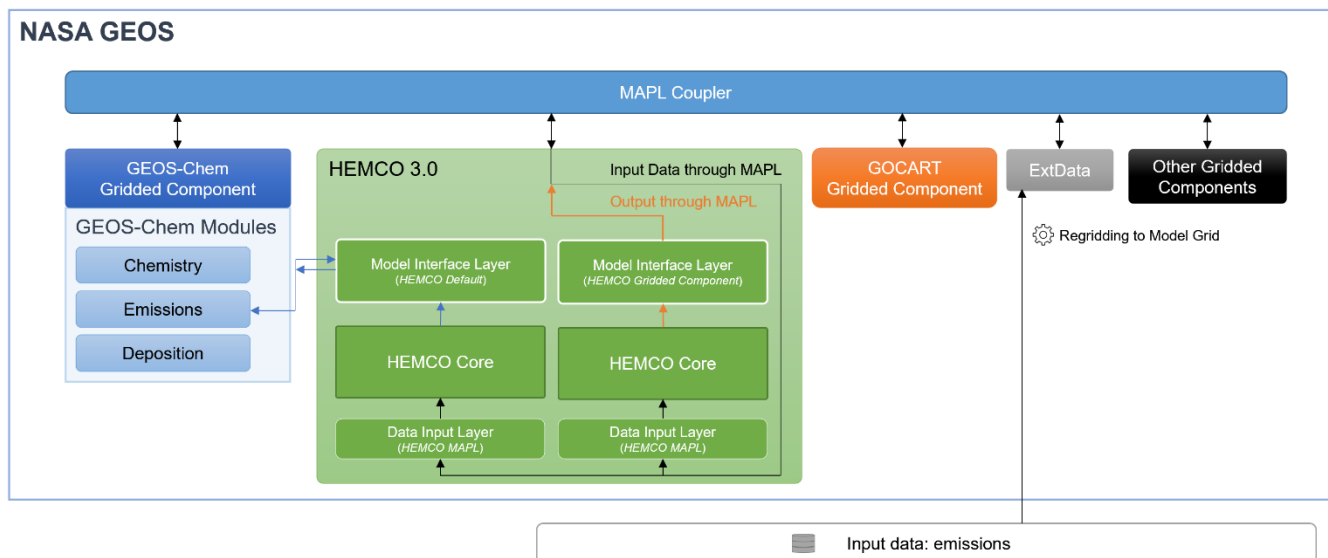 NASA GEOS
MAPL Coupler
GEOS-Chem
Gridded Component
GEOS-Chem Modules
Chemistry
Emissions
Deposition
HEMCO 3.0
Input Data through MAPL
Output through MAPL
Model Interface Layer
(HEMCO Default)
Model Interface Layer
(HEMCO Gridded Component)
HEMCO Core
HEMCO Core
Data Input Layer
(HEMCO MAPL)
Data Input Layer
(HEMCO MAPL)
GOCART
Gridded Component
ExtData
Other Gridded
Components
Regridding to Model Grid
Input data: emissions